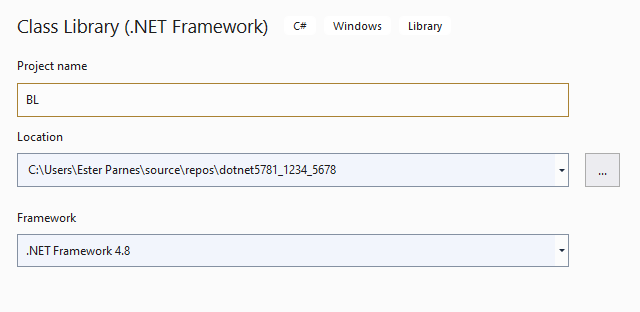 Class Library (.NET Framework) C# Windows Library
Project name
BL
Location
C:\Users\Ester Parnes\source\repos\dotnet5781_1234_5678
...
Framework
.NET Framework 4.8